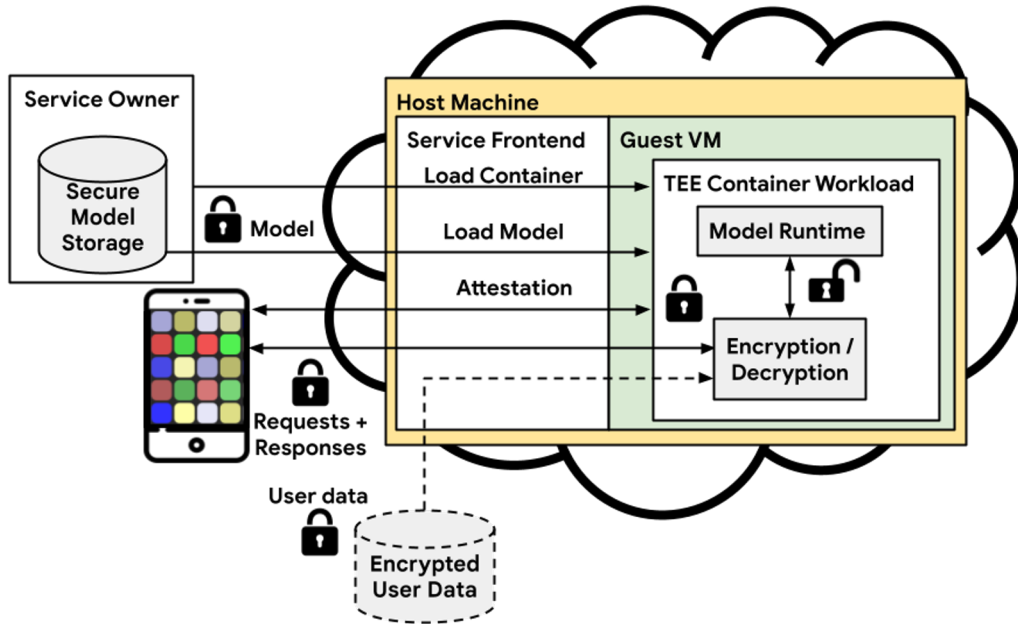 Service Owner
Secure
Model
Storage
Model
Host Machine
Service Frontend
Load Container
Load Model
Attestation
Guest VM
TEE Container Workload
Model Runtime
Encryption /
Decryption
Requests +
Responses
User data
Encrypted
User Data